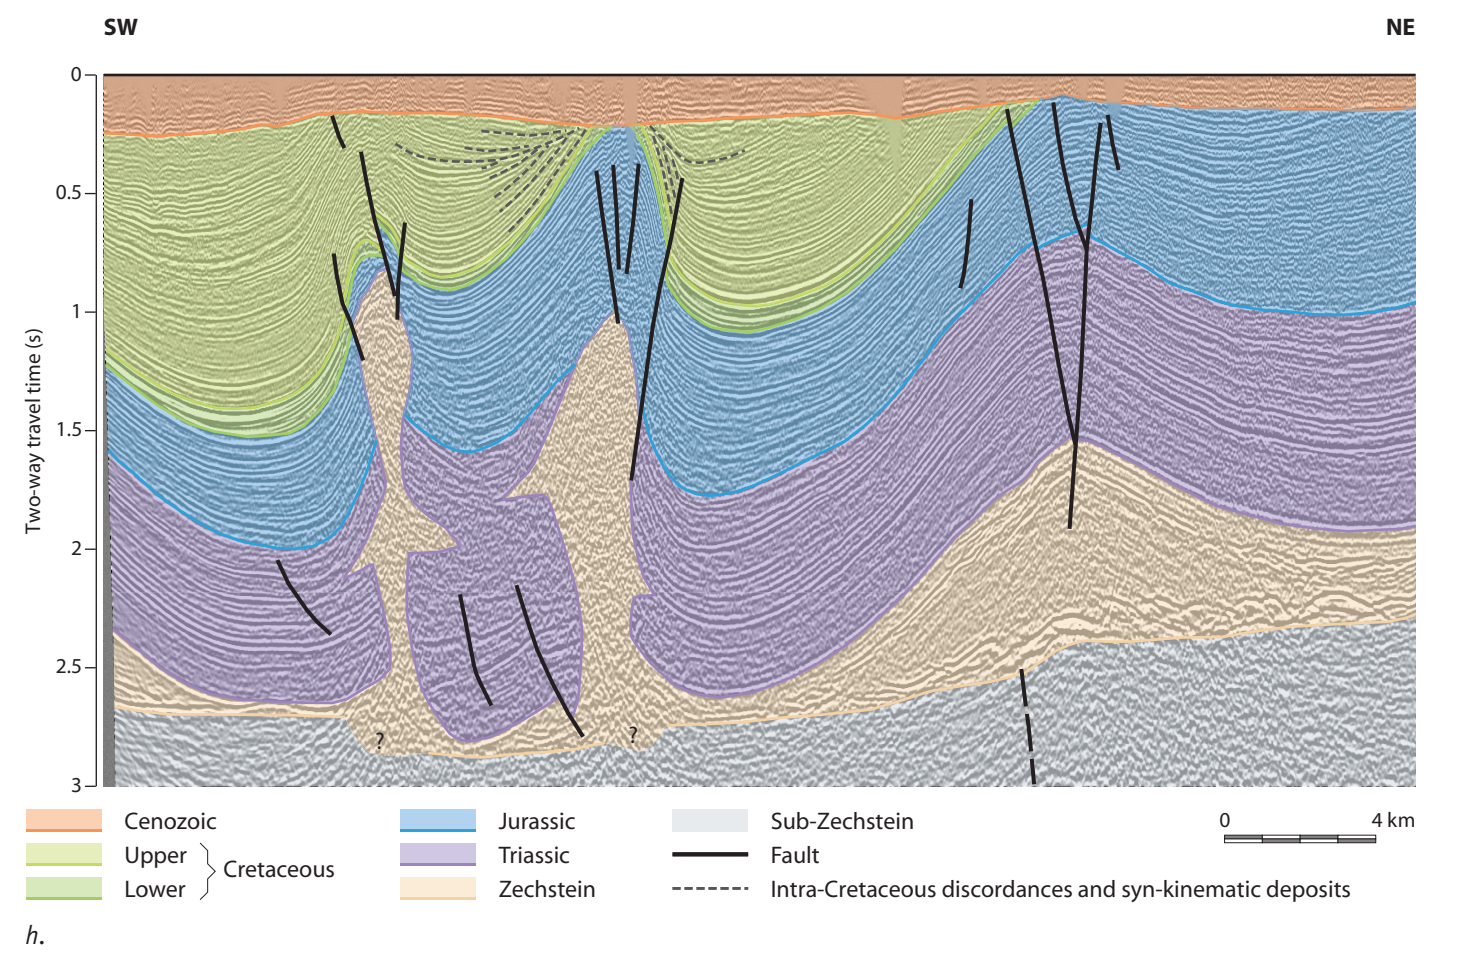 SW
NE
0
0.5
1
1.5
2
2.5
3
Two-way travel time (s)
?
?
Cenozoic
Upper
Lower
Cretaceous
Jurassic
Triassic
Zechstein
Sub-Zechstein
Fault
Intra-Cretaceous discordances and syn-kinematic deposits
0
4 km
h.